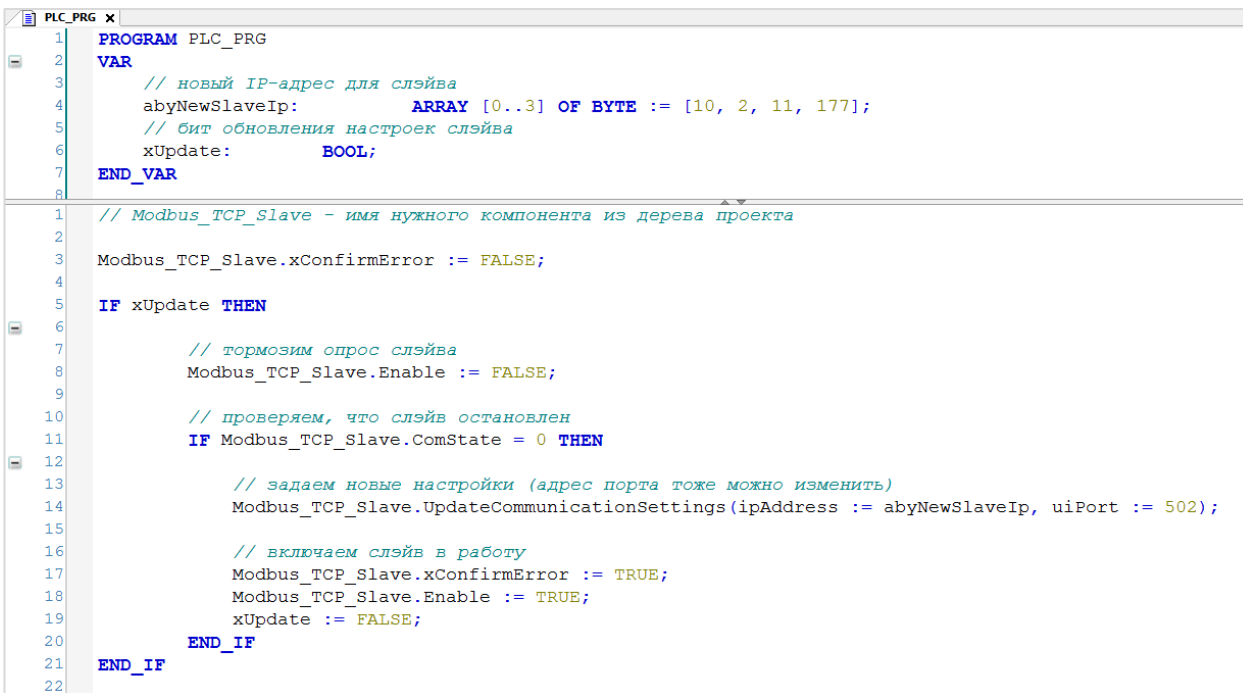 PLC_PRG X
1 PROGRAM PLC_PRG
2 VAR
3 // новый IP-адрес для слэйва
4 abyNewSlaveIp: ARRAY [0..3] OF BYTE := [10, 2, 11, 177];
5 // бит обновления настроек слэйва
6 xUpdate: BOOL;
7 END_VAR
8
1 // Modbus_TCP_Slave - имя нужного компонента из дерева проекта
2
3 Modbus_TCP_Slave.xConfirmError := FALSE;
4
5 IF xUpdate THEN
6
7 // тормозим опрос слэйва
8 Modbus_TCP_Slave.Enable := FALSE;
9
10 // проверяем, что слэйв остановлен
11 IF Modbus_TCP_Slave.ComState = 0 THEN
12
13 // задаем новые настройки (адрес порта тоже можно изменить)
14 Modbus_TCP_Slave.UpdateCommunicationSettings(ipAddress := abyNewSlaveIp, uiPort := 502);
15
16 // включаем слэйв в работу
17 Modbus_TCP_Slave.xConfirmError := TRUE;
18 Modbus_TCP_Slave.Enable := TRUE;
19 xUpdate := FALSE;
20 END_IF
21 END_IF
22